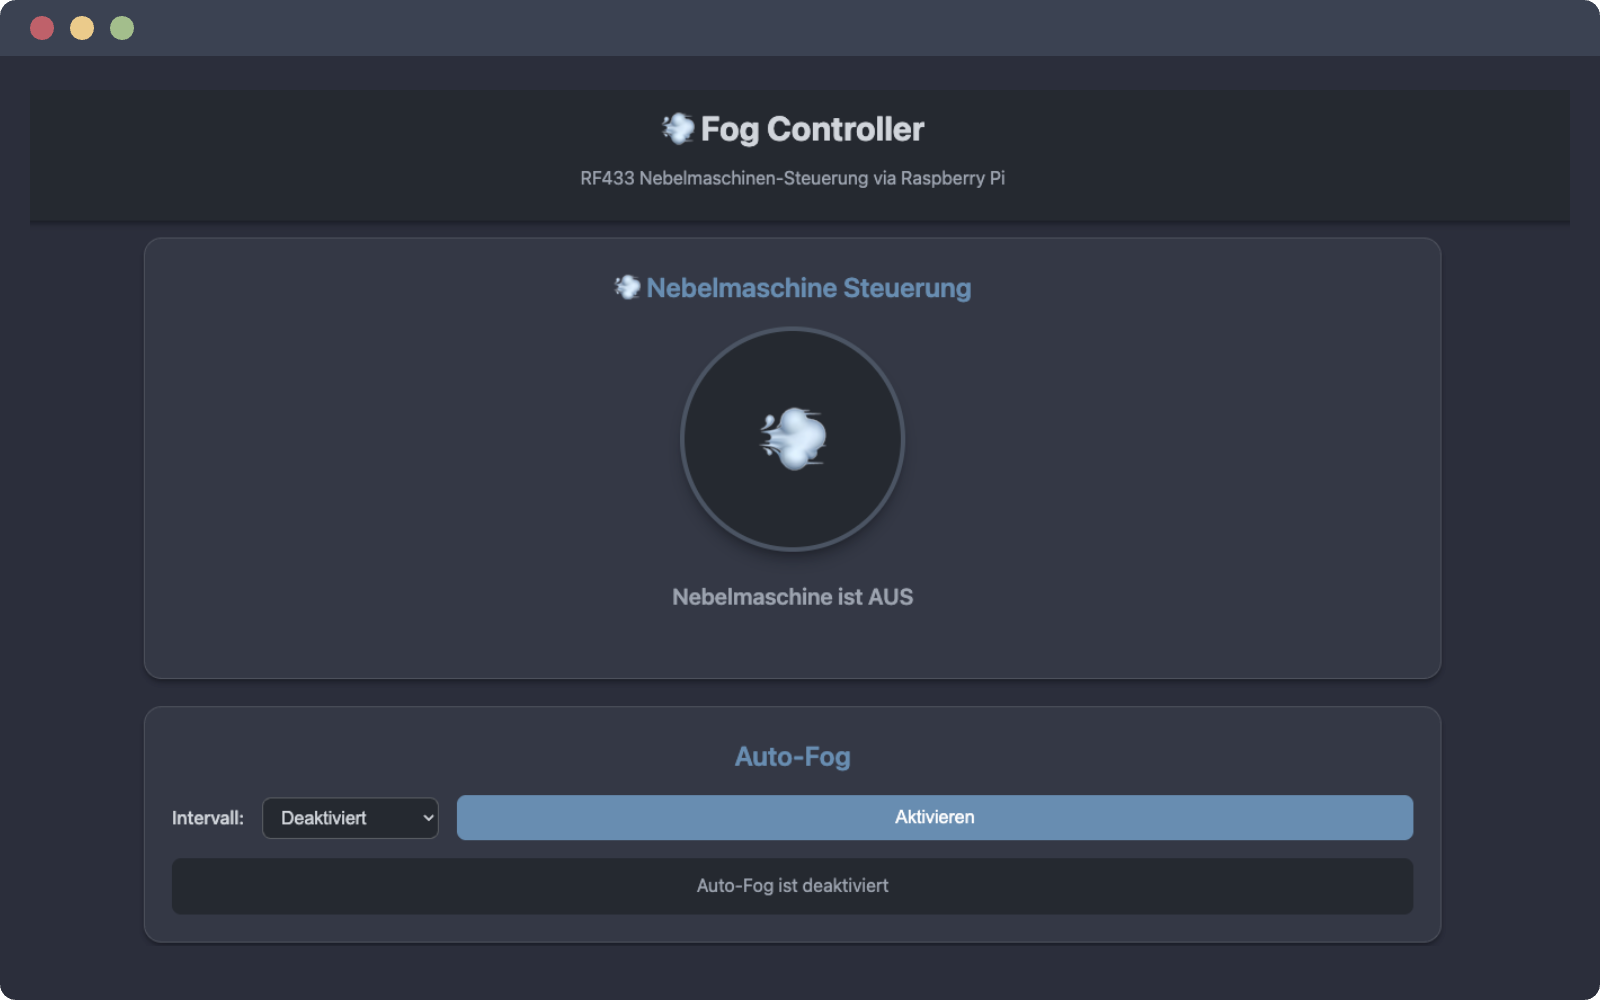 Fog Controller
RF433 Nebelmaschinen-Steuerung via Raspberry Pi
Nebelmaschine Steuerung
Nebelmaschine ist AUS
Auto-Fog
Intervall: Deaktiviert Aktivieren
Auto-Fog ist deaktiviert